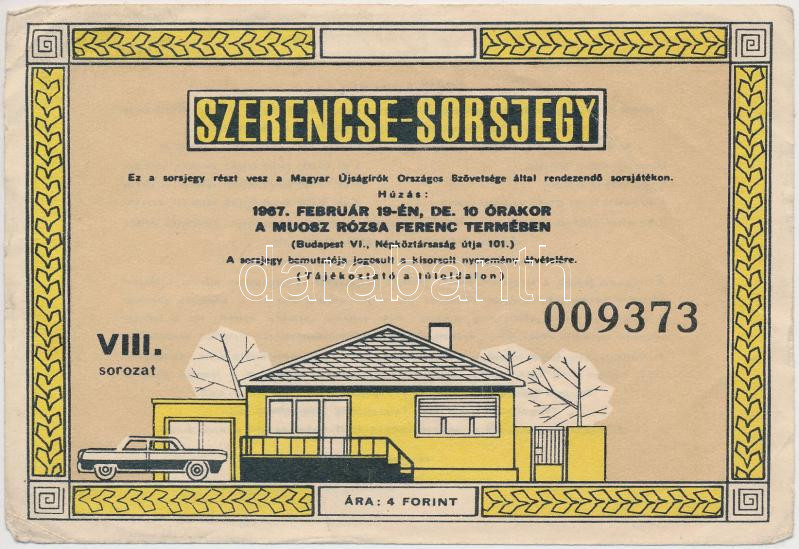 SZERENCSE-SORSJEGY
Ez a sorsjegy részt vesz a Magyar Újságírók Országos Szövetsége által rendezendő sorsjátékon.
Húzás:
1967. FEBRUÁR 19-ÉN, DE. 10 ÓRAKOR
A MUOSZ RÓZSA FERENC TERMÉBEN
(Budapest VI., Népköztársaság útja 101.)
A sorsjegy bemutatója jogosult a kisorsolt nyeremény átvételére.
(Tájékoztató a túloldalon)
darabanth
009373
VIII.
sorozat
ÁRA: 4 FORINT